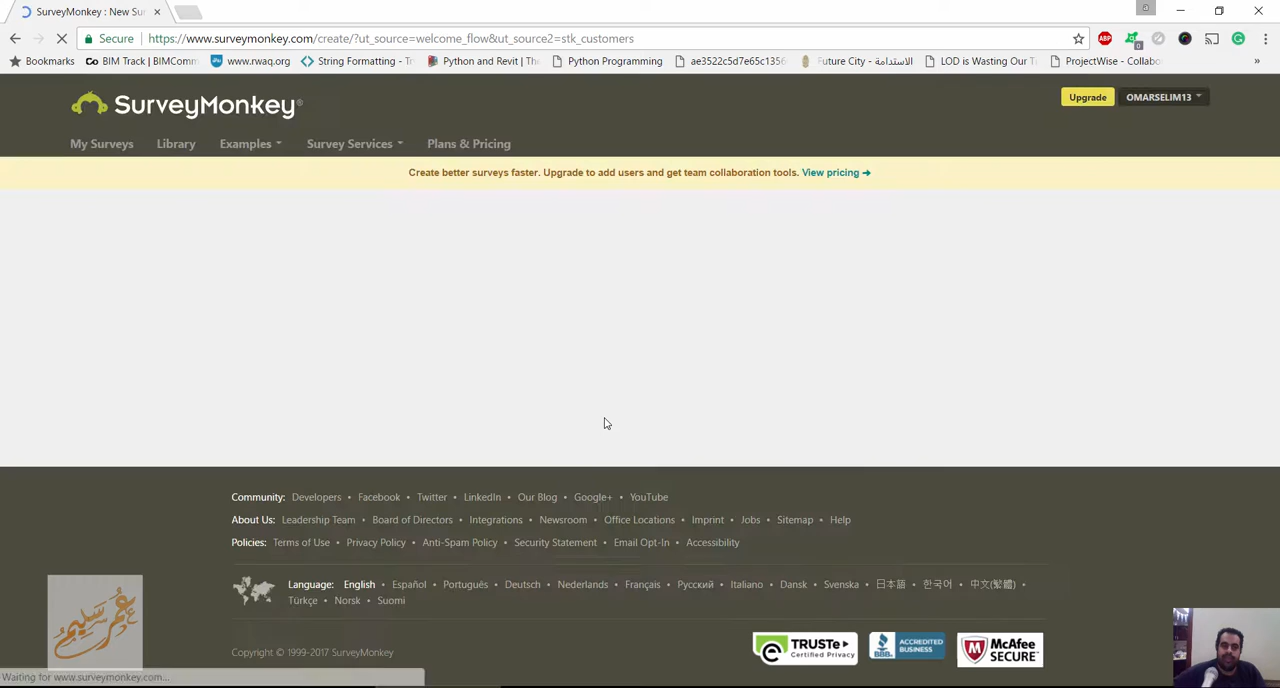 SurveyMonkey : New Sur
Secure https://www.surveymonkey.com/create/?ut_source=welcome_flow&ut_source2=stk_customers
ABP
0
Bookmarks
BIM Track | BIMComm
www.rwaq.org
String Formatting - Tr
Python and Revit | The
Python Programming
ae3522c5d7e65c1356
Future City - الاستدامة
LOD is Wasting Our T
ProjectWise - Collabo
»
SurveyMonkey®
Upgrade
OMARSELIM13
My Surveys
Library
Examples
Survey Services
Plans & Pricing
Create better surveys faster. Upgrade to add users and get team collaboration tools. View pricing →
Community: Developers • Facebook • Twitter • LinkedIn • Our Blog • Google+ • YouTube
About Us: Leadership Team • Board of Directors • Integrations • Newsroom • Office Locations • Imprint • Jobs • Sitemap • Help
Policies: Terms of Use • Privacy Policy • Anti-Spam Policy • Security Statement • Email Opt-In • Accessibility
Language: English • Español • Português • Deutsch • Nederlands • Français • Русский • Italiano • Dansk • Svenska • 日本語 • 한국어 • 中文(繁體) •
Türkçe • Norsk • Suomi
عمر سليم
Copyright © 1999-2017 SurveyMonkey
TRUSTe
Certified Privacy
BBB
ACCREDITED
BUSINESS
McAfee
SECURE
Waiting for www.surveymonkey.com...